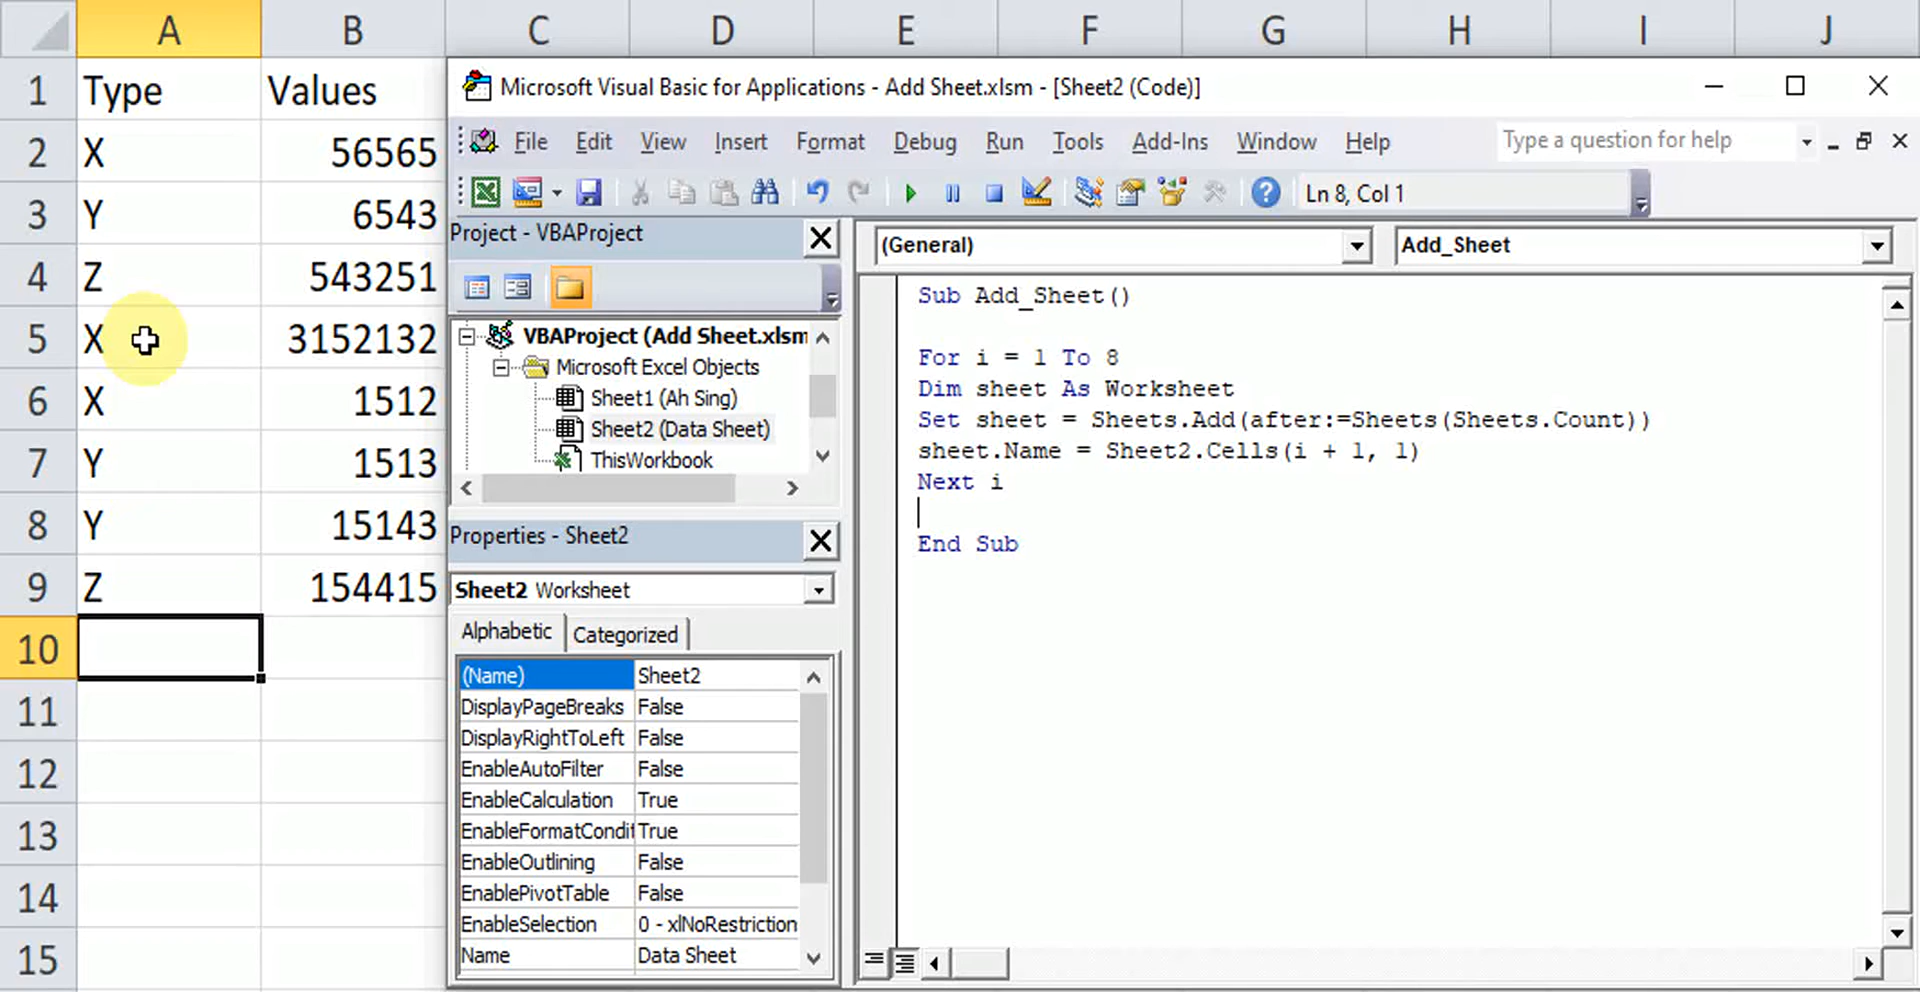 A B C D E F G H I J
1 Type Values
2 X 56565
3 Y 6543
4 Z 543251
5 X 3152132
6 X 1512
7 Y 1513
8 Y 15143
9 Z 154415
10
11
12
13
14
15
Microsoft Visual Basic for Applications - Add Sheet.xlsm - [Sheet2 (Code)]
File Edit View Insert Format Debug Run Tools Add-Ins Window Help Type a question for help
Ln 8, Col 1
Project - VBAProject
VBAProject (Add Sheet.xlsm
Microsoft Excel Objects
Sheet1 (Ah Sing)
Sheet2 (Data Sheet)
ThisWorkbook
Properties - Sheet2
Sheet2 Worksheet
Alphabetic Categorized
(Name) Sheet2
DisplayPageBreaks False
DisplayRightToLeft False
EnableAutoFilter False
EnableCalculation True
EnableFormatCondit True
EnableOutlining False
EnablePivotTable False
EnableSelection 0 - xlNoRestriction
Name Data Sheet
(General) Add_Sheet
Sub Add_Sheet()
For i = 1 To 8
Dim sheet As Worksheet
Set sheet = Sheets.Add(after:=Sheets(Sheets.Count))
sheet.Name = Sheet2.Cells(i + 1, 1)
Next i
End Sub